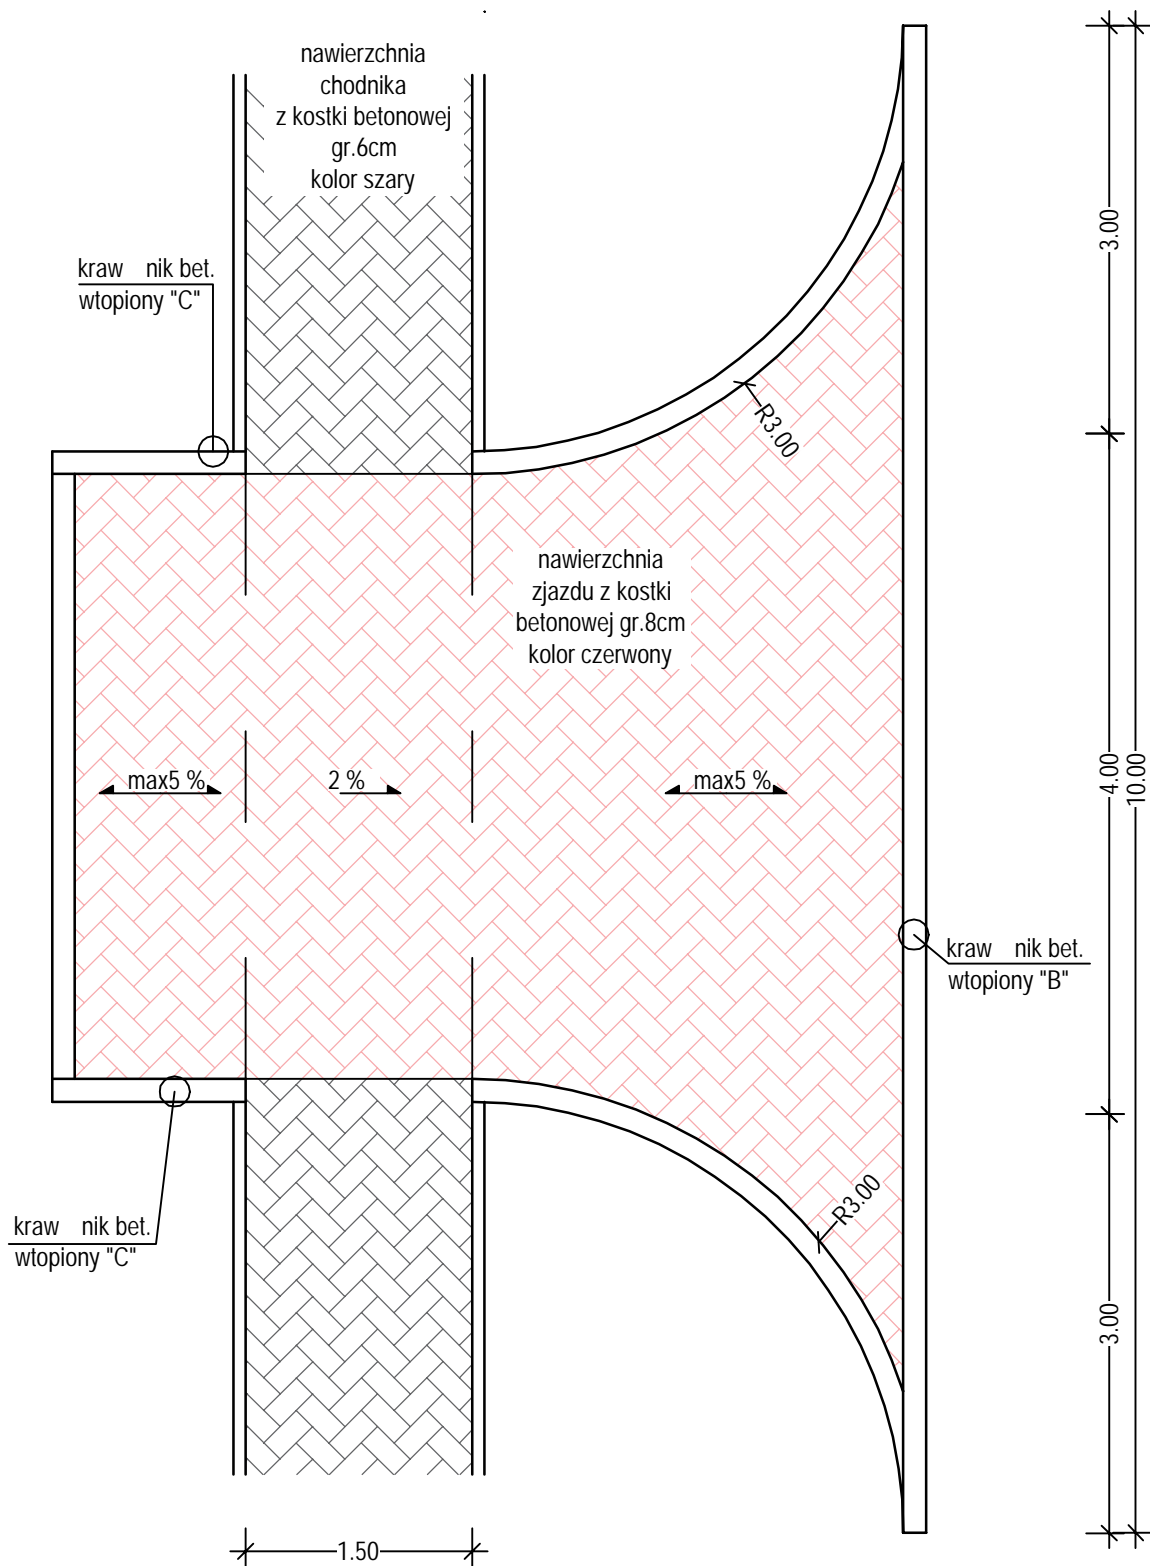 nawierzchnia
chodnika
z kostki betonowej
gr.6cm
kolor szary
kraw nik bet.
wtopiony "C"
3.00
R3.00
nawierzchnia
zjazdu z kostki
betonowej gr.8cm
kolor czerwony
max5 %
2 %
max5 %
4.00
10.00
kraw nik bet.
wtopiony "B"
R3.00
kraw nik bet.
wtopiony "C"
3.00
1.50